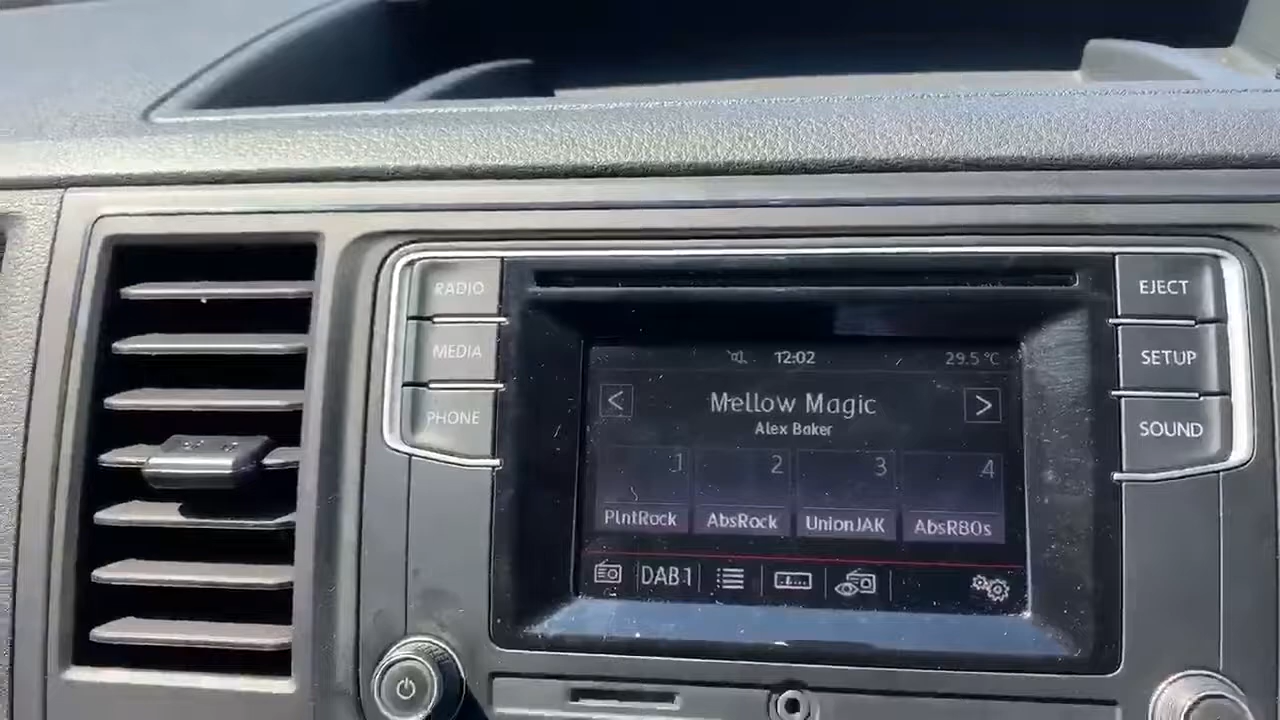 RADIO
MEDIA
PHONE
EJECT
SETUP
SOUND
12:02
29.5 °C
<
Mellow Magic
>
Alex Baker
1
2
3
4
PlntRock
AbsRock
UnionJAK
AbsR80s
DAB1